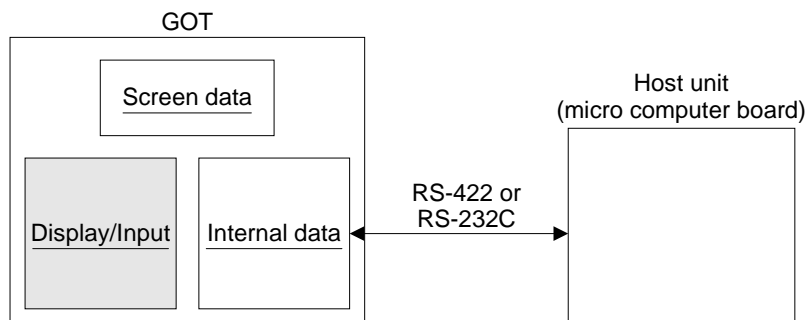 GOT
Screen data
Display/Input
Internal data
RS-422 or
RS-232C
Host unit
(micro computer board)